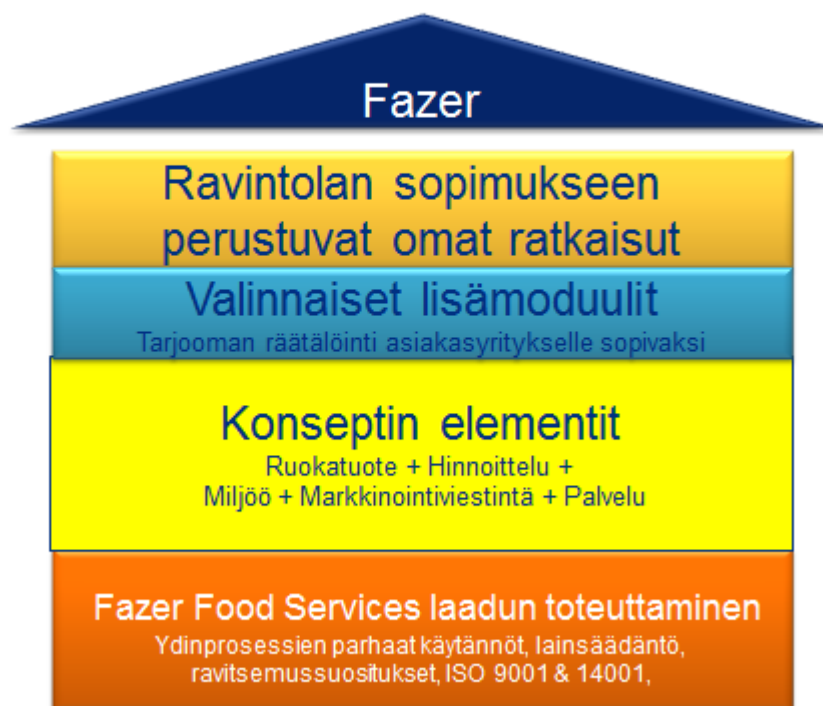 Fazer
Ravintolan sopimukseen
perustuvat omat ratkaisut
Valinnaiset lisämoduulit
Tarjooman räätälöinti asiakasyritykselle sopivaksi
Konseptin elementit
Ruokatuote + Hinnoittelu +
Miljöö + Markkinointiviestintä + Palvelu
Fazer Food Services laadun toteuttaminen
Ydinprosessien parhaat käytännöt, lainsäädäntö,
ravitsemussuositukset, ISO 9001 & 14001,